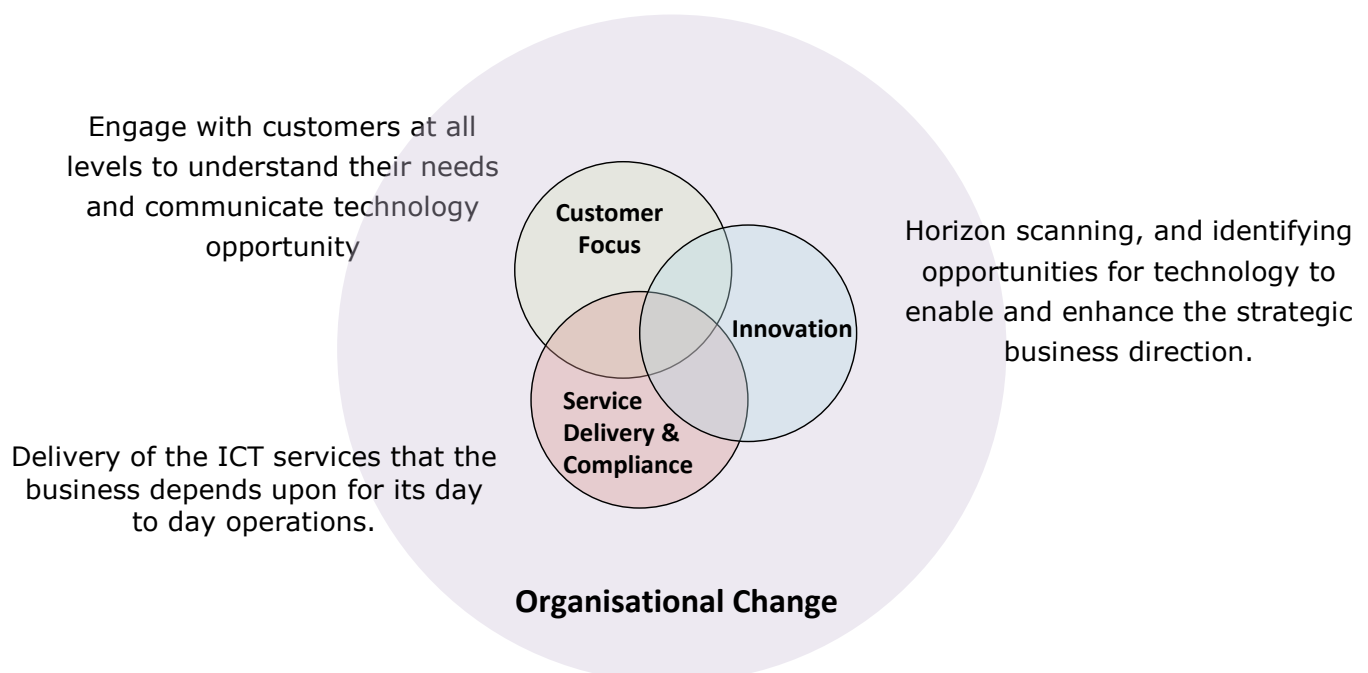 Engage with customers at all
levels to understand their needs
and communicate technology
opportunity
Customer
Focus
Innovation
Horizon scanning, and identifying
opportunities for technology to
enable and enhance the strategic
business direction.
Service
Delivery &
Compliance
Delivery of the ICT services that the
business depends upon for its day
to day operations.
Organisational Change